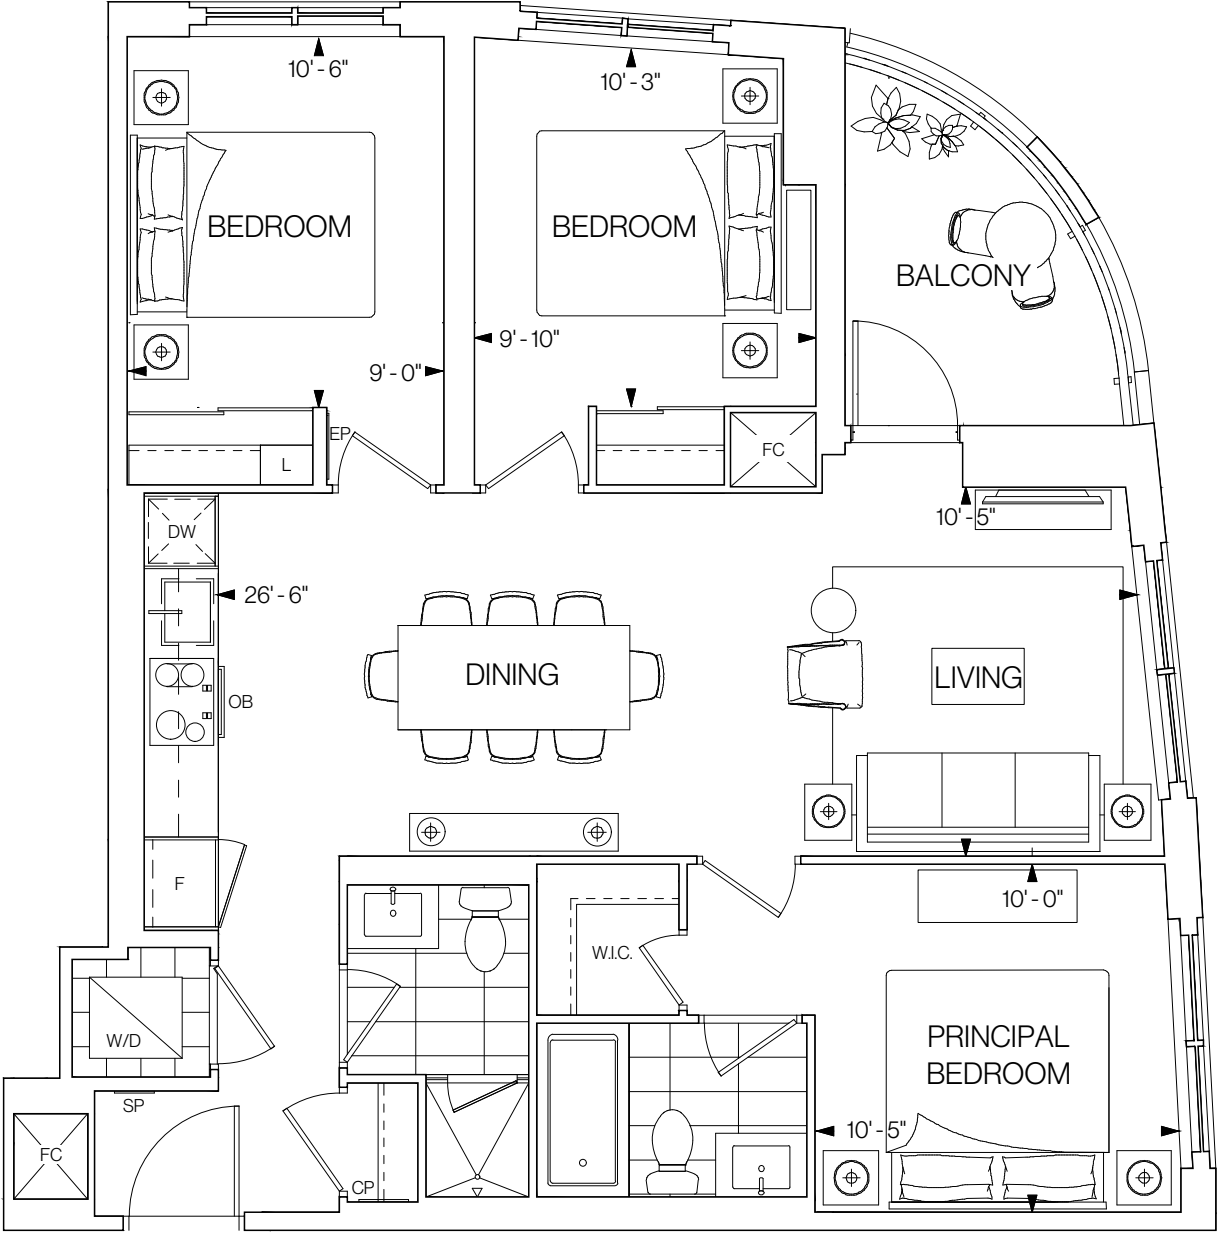 10'-6"
10'-3"
BEDROOM
BEDROOM
BALCONY
9'-10"
9'-0"
EP
FC
L
10'-5"
DW
26'-6"
DINING
LIVING
OB
F
10'-0"
W.I.C.
W/D
PRINCIPAL
BEDROOM
SP
10'-5"
FC
CP